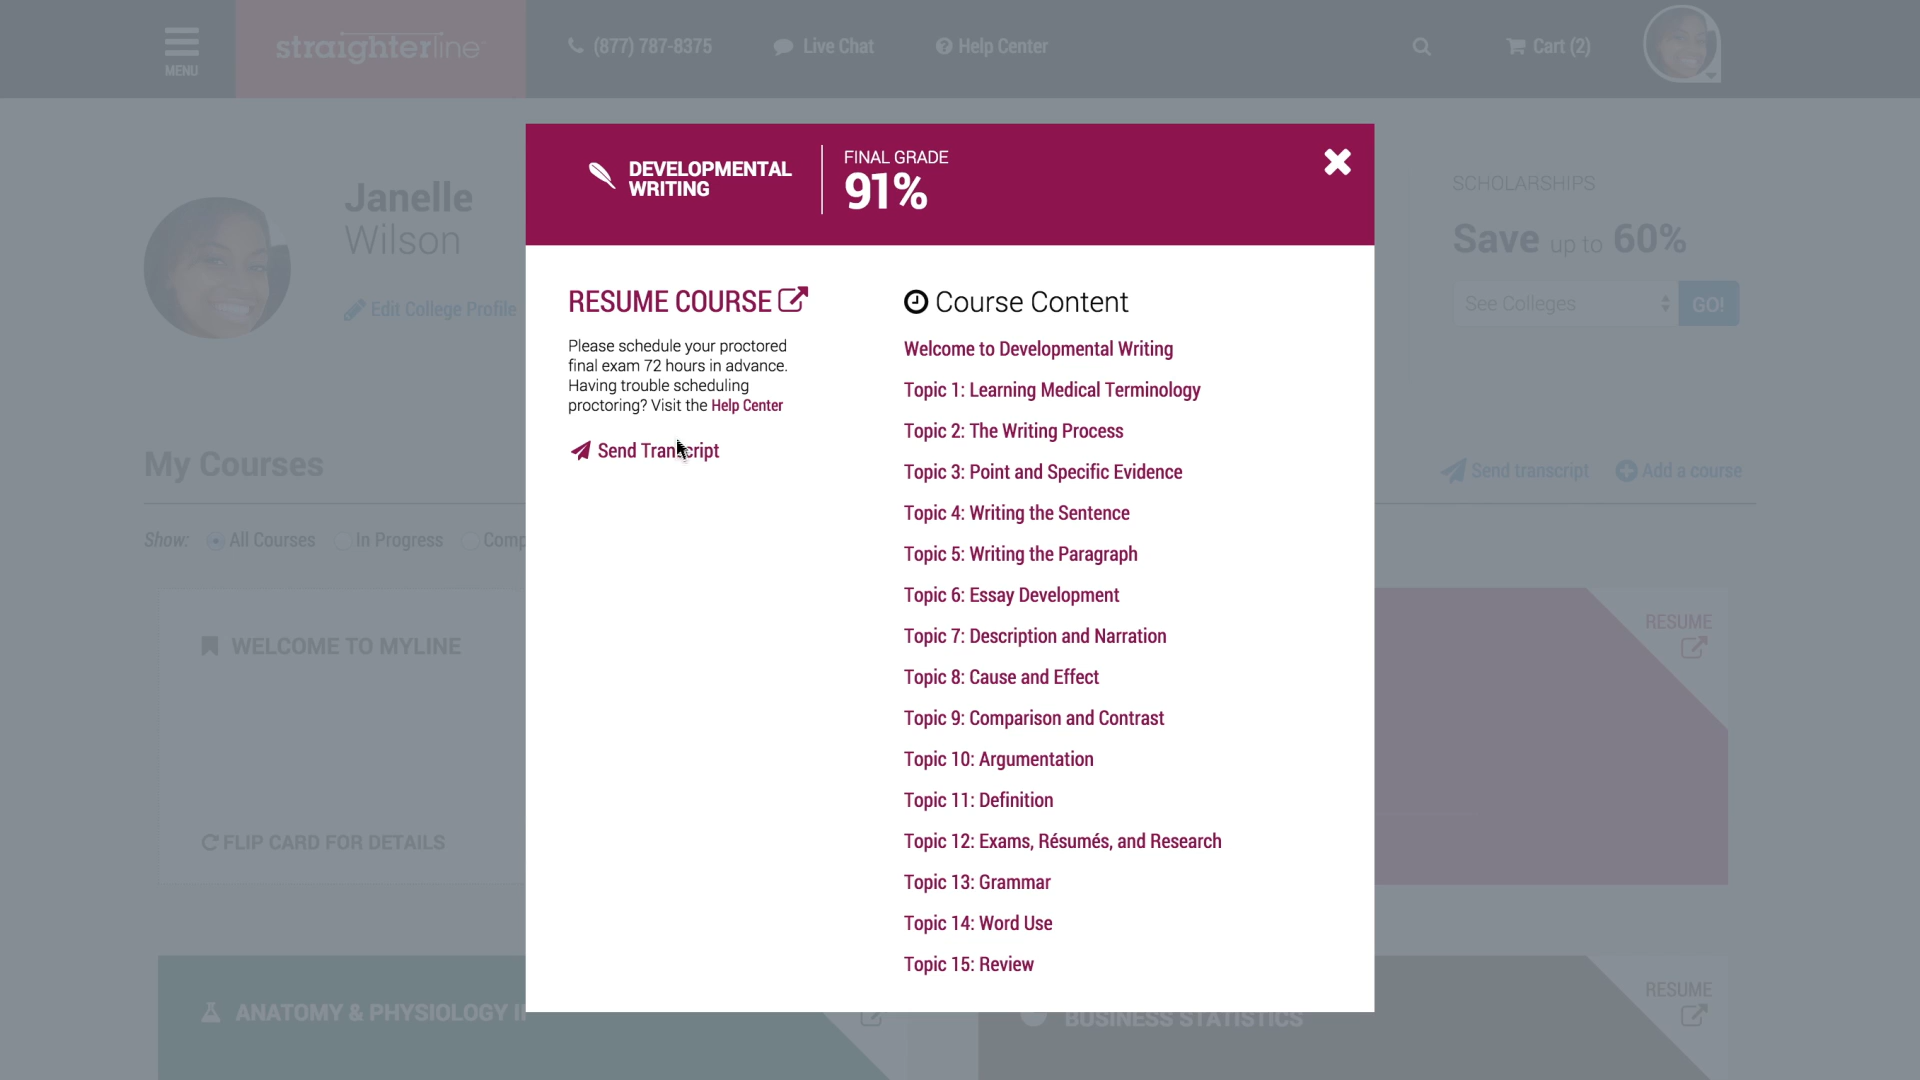 MENU
straighterline
(877) 787-8375
Live Chat
Help Center
Cart (2)
Janelle
Wilson
Edit College Profile
SCHOLARSHIPS
Save up to 60%
See Colleges
GO!
DEVELOPMENTAL
WRITING
FINAL GRADE
91%
RESUME COURSE
Please schedule your proctored
final exam 72 hours in advance.
Having trouble scheduling
proctoring? Visit the Help Center
Send Transcript
Course Content
Welcome to Developmental Writing
Topic 1: Learning Medical Terminology
Topic 2: The Writing Process
Topic 3: Point and Specific Evidence
Topic 4: Writing the Sentence
Topic 5: Writing the Paragraph
Topic 6: Essay Development
Topic 7: Description and Narration
Topic 8: Cause and Effect
Topic 9: Comparison and Contrast
Topic 10: Argumentation
Topic 11: Definition
Topic 12: Exams, Résumés, and Research
Topic 13: Grammar
Topic 14: Word Use
Topic 15: Review
My Courses
Send transcript
Add a course
Show: All Courses In Progress Comp
WELCOME TO MYLINE
FLIP CARD FOR DETAILS
RESUME
ANATOMY & PHYSIOLOGY I
BUSINESS STATISTICS
RESUME